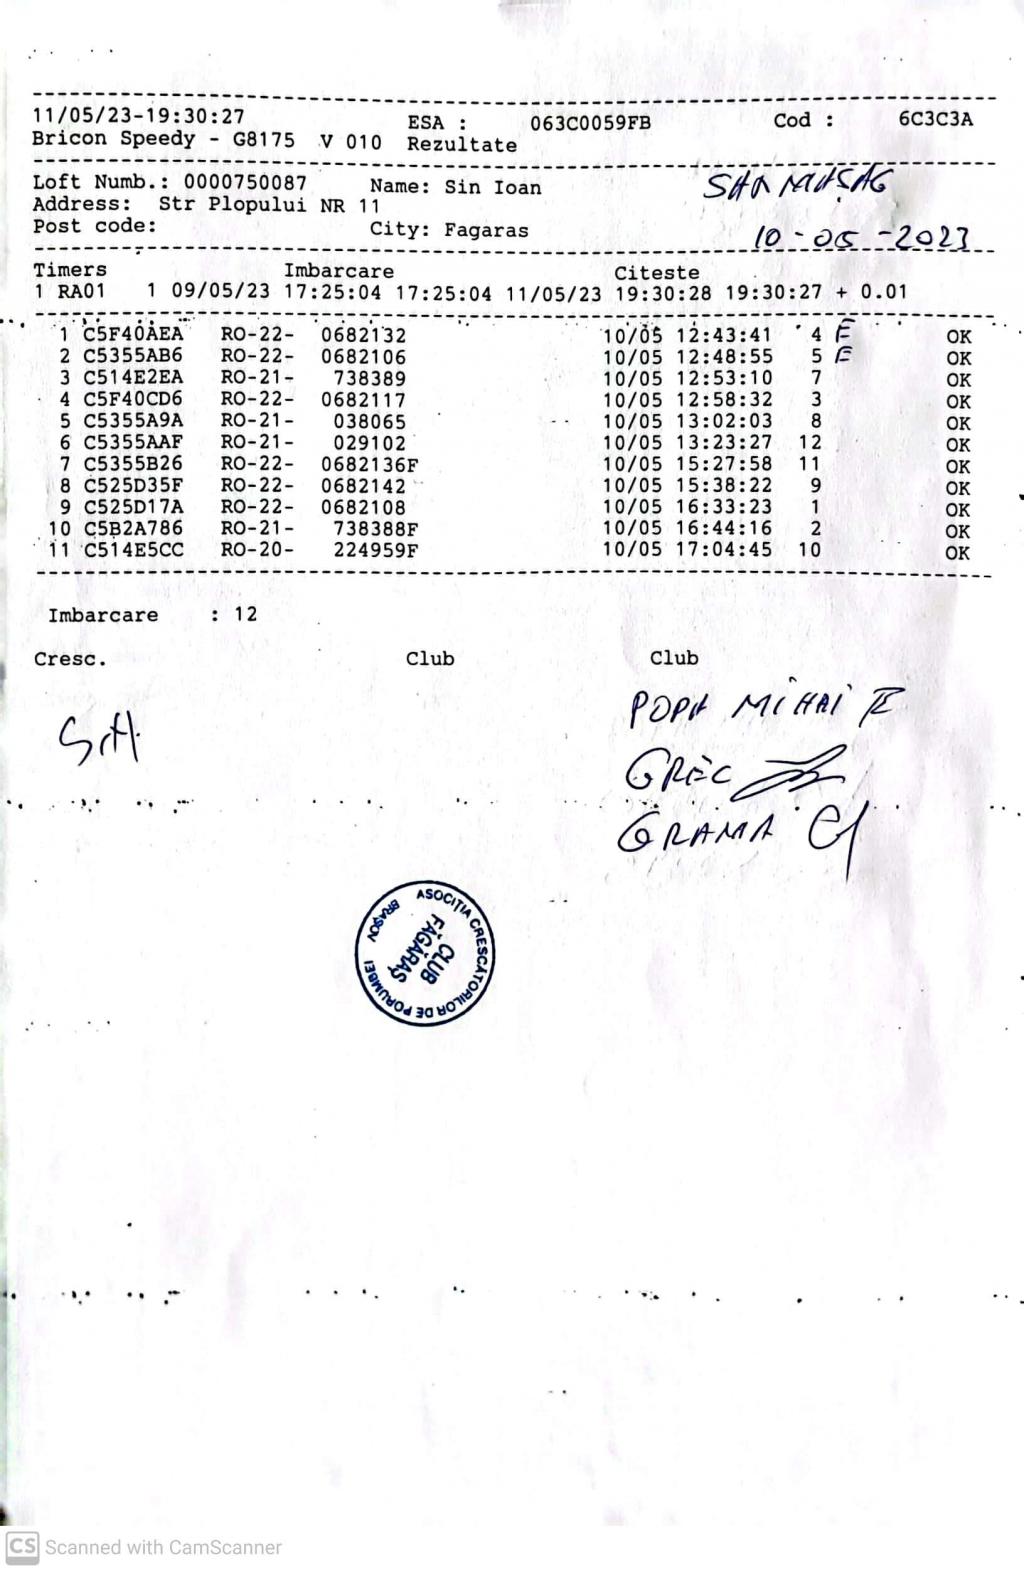 11/05/23-19:30:27 ESA : 063C0059FB Cod : 6C3C3A
Bricon Speedy - G8175 V 010 Rezultate
Loft Numb.: 0000750087 Name: Sin Ioan
Address: Str Plopului NR 11
Post code: City: Fagaras
10-05-2023
Timers Imbarcare Citeste
1 RA01 1 09/05/23 17:25:04 17:25:04 11/05/23 19:30:28 19:30:27 + 0.01
1 C5F40AEA RO-22- 0682132 10/05 12:43:41 4 F OK
2 C5355AB6 RO-22- 0682106 10/05 12:48:55 5 F OK
3 C514E2EA RO-21- 738389 10/05 12:53:10 7 OK
4 C5F40CD6 RO-22- 0682117 10/05 12:58:32 3 OK
5 C5355A9A RO-21- 038065 10/05 13:02:03 8 OK
6 C5355AAF RO-21- 029102 10/05 13:23:27 12 OK
7 C5355B26 RO-22- 0682136F 10/05 15:27:58 11 OK
8 C525D35F RO-22- 0682142 10/05 15:38:22 9 OK
9 C525D17A RO-22- 0682108 10/05 16:33:23 1 OK
10 C5B2A786 RO-21- 738388F 10/05 16:44:16 2 OK
11 C514E5CC RO-20- 224959F 10/05 17:04:45 10 OK
Imbarcare : 12
Cresc. Club Club
POPA MIHAI
GREC
GRAMA
ASOCIȚIA CRESCĂTORILOR DE PORUMBEI BRAȘOV
CLUB
FĂGĂRAȘ
CS Scanned with CamScanner